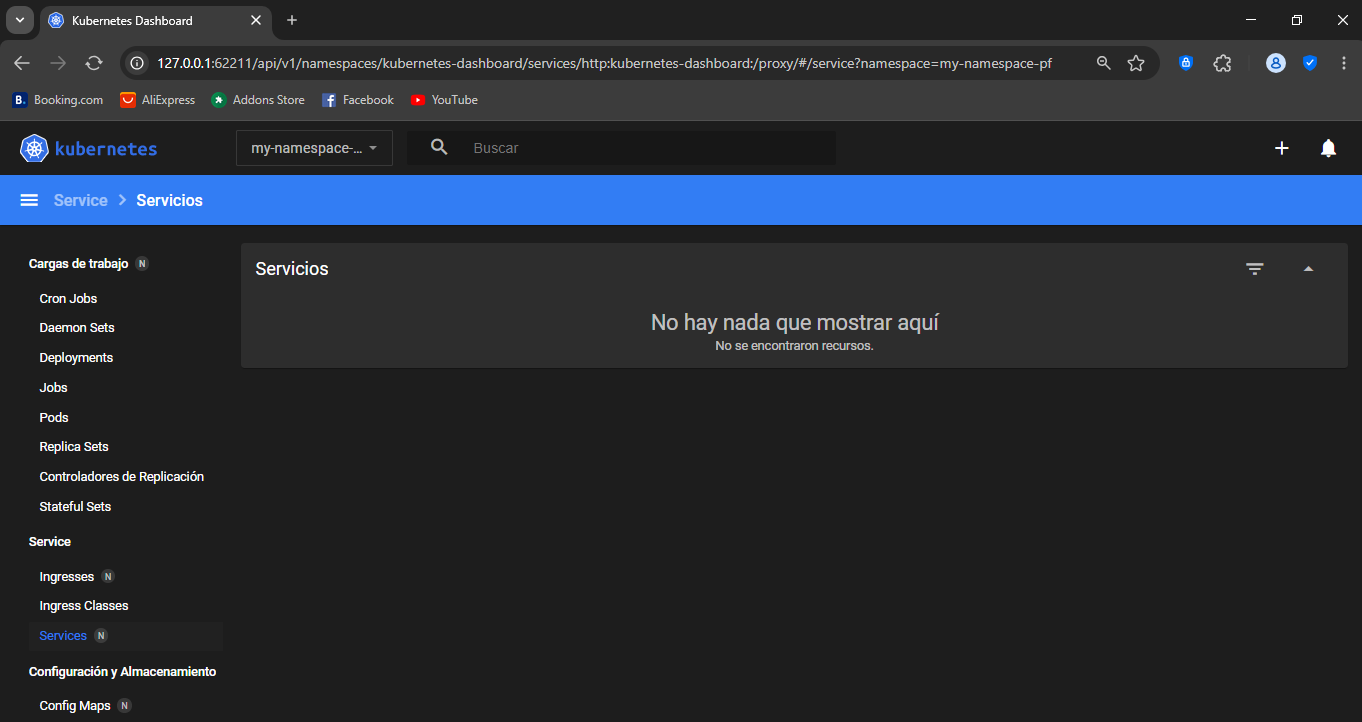 Kubernetes Dashboard
127.0.0.1:62211/api/v1/namespaces/kubernetes-dashboard/services/http:kubernetes-dashboard:/proxy/#/service?namespace=my-namespace-pf
B. Booking.com AliExpress Addons Store Facebook YouTube
kubernetes my-namespace-... Buscar
Service > Servicios
Cargas de trabajo N
Cron Jobs
Daemon Sets
Deployments
Jobs
Pods
Replica Sets
Controladores de Replicación
Stateful Sets
Service
Ingresses N
Ingress Classes
Services N
Configuración y Almacenamiento
Config Maps N
Servicios
No hay nada que mostrar aquí
No se encontraron recursos.